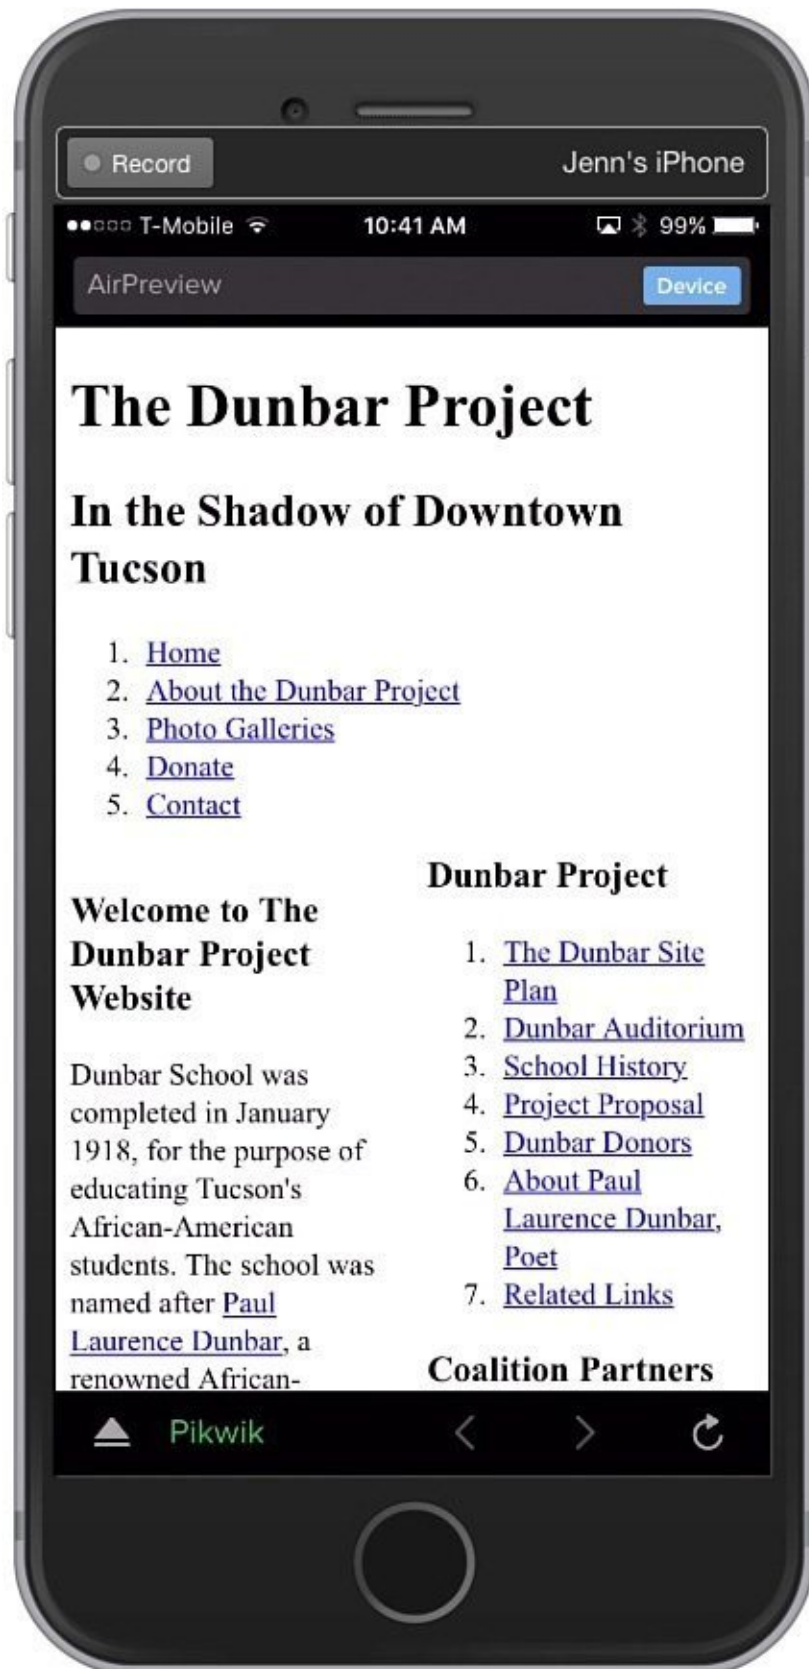 Record
Jenn's iPhone
T-Mobile
10:41 AM
99%
AirPreview
Device
The Dunbar Project
In the Shadow of Downtown
Tucson
1. Home
2. About the Dunbar Project
3. Photo Galleries
4. Donate
5. Contact
Welcome to The
Dunbar Project
Website
Dunbar School was
completed in January
1918, for the purpose of
educating Tucson's
African-American
students. The school was
named after Paul
Laurence Dunbar, a
renowned African-
Dunbar Project
1. The Dunbar Site
Plan
2. Dunbar Auditorium
3. School History
4. Project Proposal
5. Dunbar Donors
6. About Paul
Laurence Dunbar,
Poet
7. Related Links
Coalition Partners
Pikwik